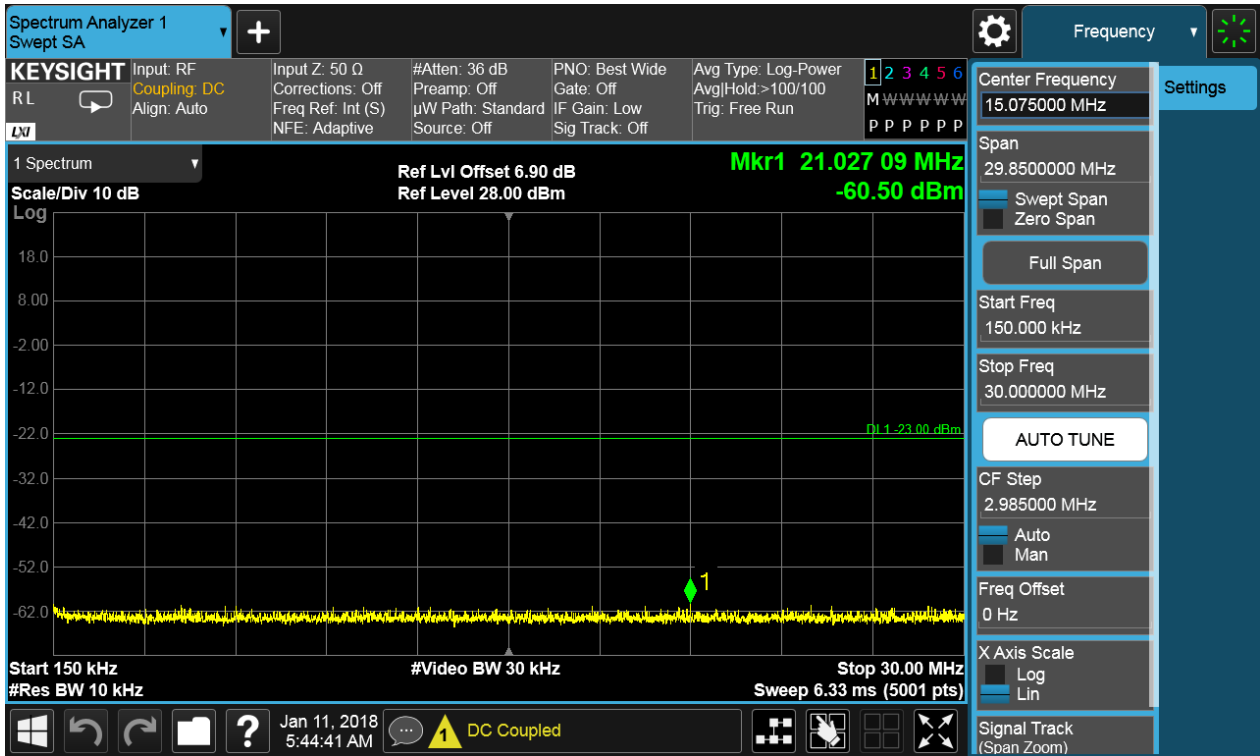 Spectrum Analyzer 1
Swept SA
+
Frequency
KEYSIGHT
RL
LXI
Input: RF
Coupling: DC
Align: Auto
Input Z: 50 Ω
Corrections: Off
Freq Ref: Int (S)
NFE: Adaptive
#Atten: 36 dB
Preamp: Off
µW Path: Standard
Source: Off
PNO: Best Wide
Gate: Off
IF Gain: Low
Sig Track: Off
Avg Type: Log-Power
Avg|Hold:>100/100
Trig: Free Run
1 2 3 4 5 6
M W W W W W
P P P P P P
1 Spectrum
Scale/Div 10 dB
Log
Ref Lvl Offset 6.90 dB
Ref Level 28.00 dBm
Mkr1 21.027 09 MHz
-60.50 dBm
18.0
8.00
-2.00
-12.0
-22.0
DL1 -23.00 dBm
-32.0
-42.0
-52.0
1
-62.0
Start 150 kHz
#Video BW 30 kHz
Stop 30.00 MHz
#Res BW 10 kHz
Sweep 6.33 ms (5001 pts)
Center Frequency
15.075000 MHz
Settings
Span
29.8500000 MHz
Swept Span
Zero Span
Full Span
Start Freq
150.000 kHz
Stop Freq
30.000000 MHz
AUTO TUNE
CF Step
2.985000 MHz
Auto
Man
Freq Offset
0 Hz
X Axis Scale
Log
Lin
Signal Track
(Span Zoom)
?
Jan 11, 2018
5:44:41 AM
1
DC Coupled